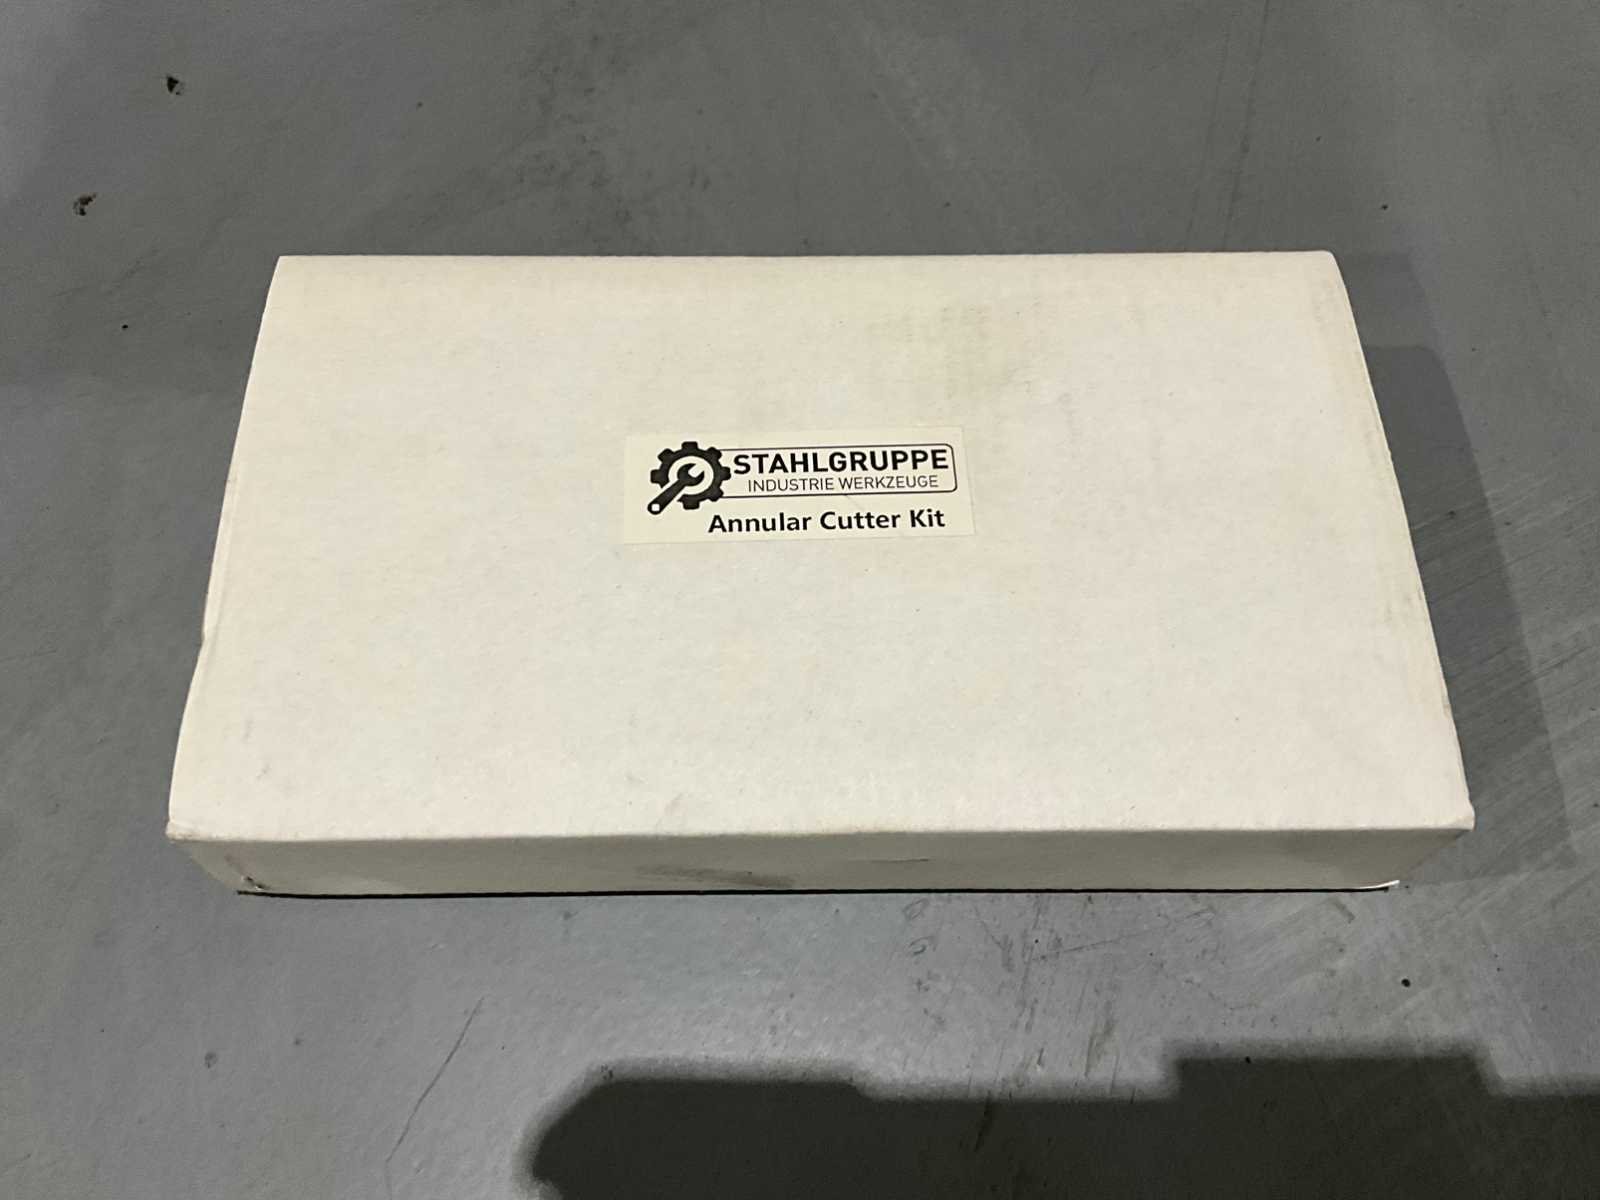 STAHLGRUPPE
INDUSTRIE WERKZEUGE
Annular Cutter Kit